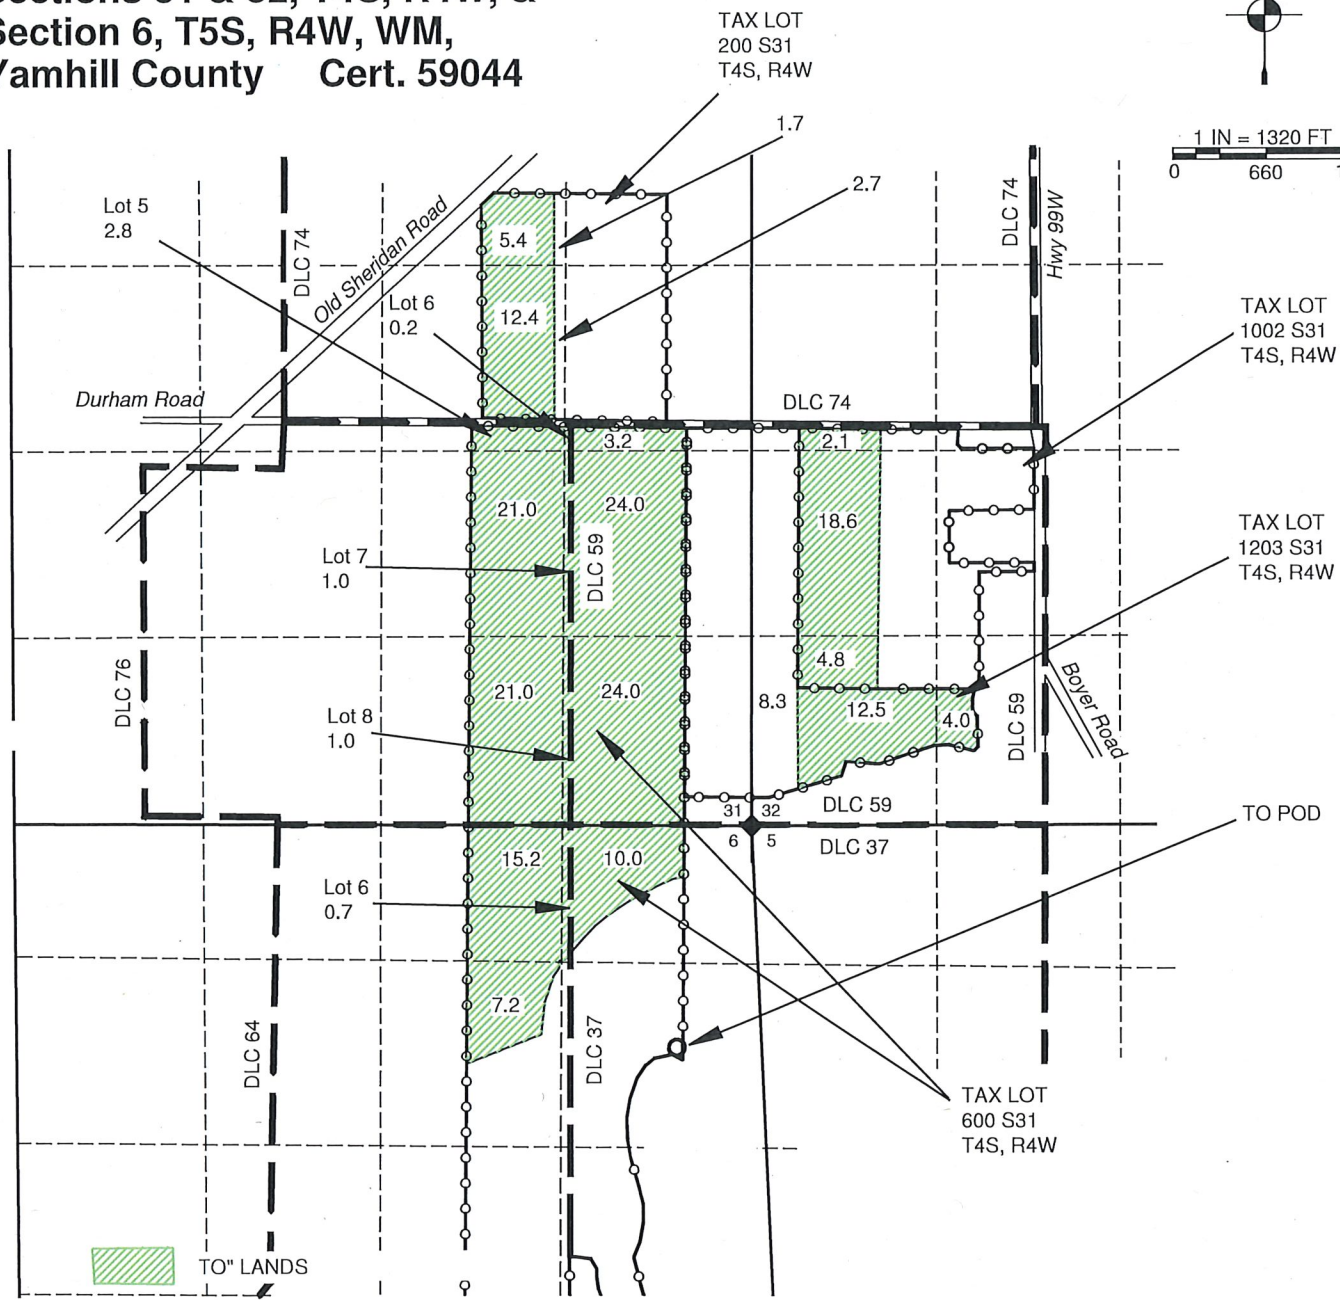 Section 6, T5S, R4W, WM,
Yamhill County Cert. 59044
TAX LOT
200 S31
T4S, R4W
1 IN = 1320 FT
0 660
1.7
2.7
Lot 5
2.8
DLC 74
Old Sheridan Road
Lot 6
0.2
5.4
12.4
DLC 74
Hwy 99W
TAX LOT
1002 S31
T4S, R4W
Durham Road
DLC 74
3.2
2.1
21.0
24.0
18.6
TAX LOT
1203 S31
T4S, R4W
Lot 7
1.0
DLC 59
DLC 76
21.0
24.0
4.8
8.3
12.5
4.0
DLC 59
Boyer Road
Lot 8
1.0
31 32
DLC 59
6 5
DLC 37
TO POD
15.2
10.0
Lot 6
0.7
7.2
DLC 64
DLC 37
TAX LOT
600 S31
T4S, R4W
TO" LANDS